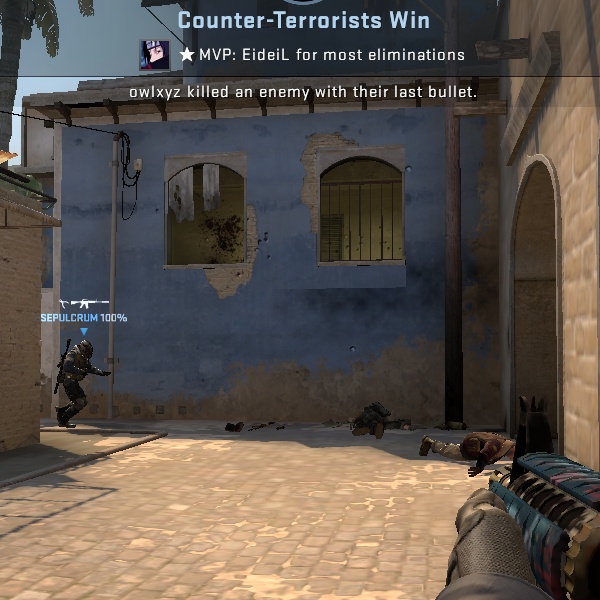 Counter-Terrorists Win
★ MVP: EideiL for most eliminations
owlxyz killed an enemy with their last bullet.
SEPULCRUM 100%